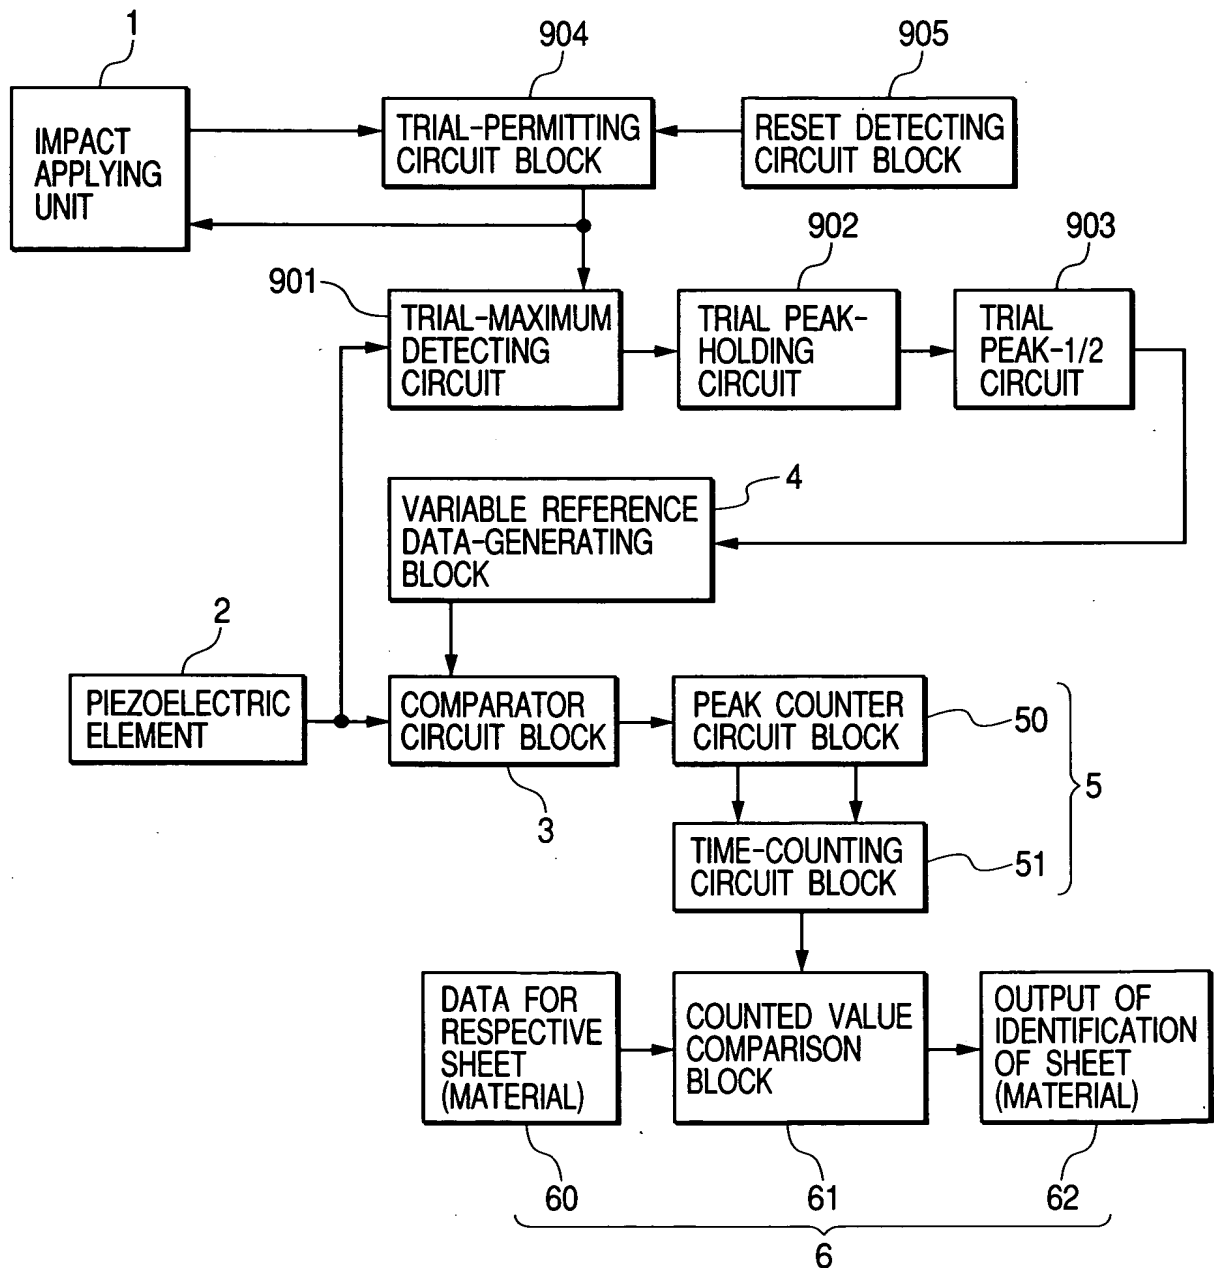 1
904
905
IMPACT
APPLYING
UNIT
TRIAL-PERMITTING
CIRCUIT BLOCK
RESET DETECTING
CIRCUIT BLOCK
901
902
903
TRIAL-MAXIMUM
DETECTING
CIRCUIT
TRIAL PEAK-
HOLDING
CIRCUIT
TRIAL
PEAK-1/2
CIRCUIT
4
VARIABLE REFERENCE
DATA-GENERATING
BLOCK
2
PIEZOELECTRIC
ELEMENT
COMPARATOR
CIRCUIT BLOCK
3
PEAK COUNTER
CIRCUIT BLOCK
50
5
TIME-COUNTING
CIRCUIT BLOCK
51
DATA FOR
RESPECTIVE
SHEET
(MATERIAL)
COUNTED VALUE
COMPARISON
BLOCK
OUTPUT OF
IDENTIFICATION
OF SHEET
(MATERIAL)
60
61
62
6